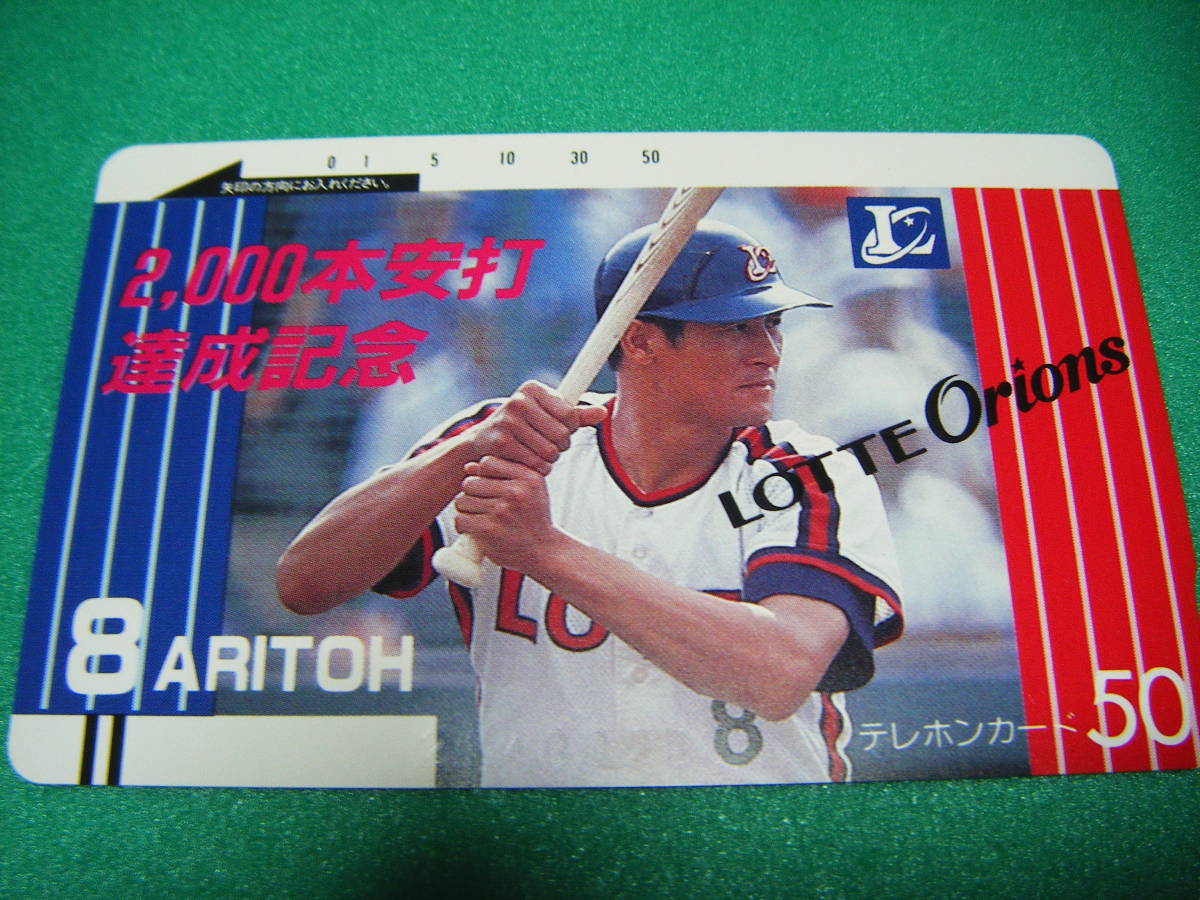 0 1 5 10 30 50
矢印の方向にお入れください。
2,000本安打
達成記念
LOTTE Orions
LO
8
8 ARITOH
テレホンカード 50